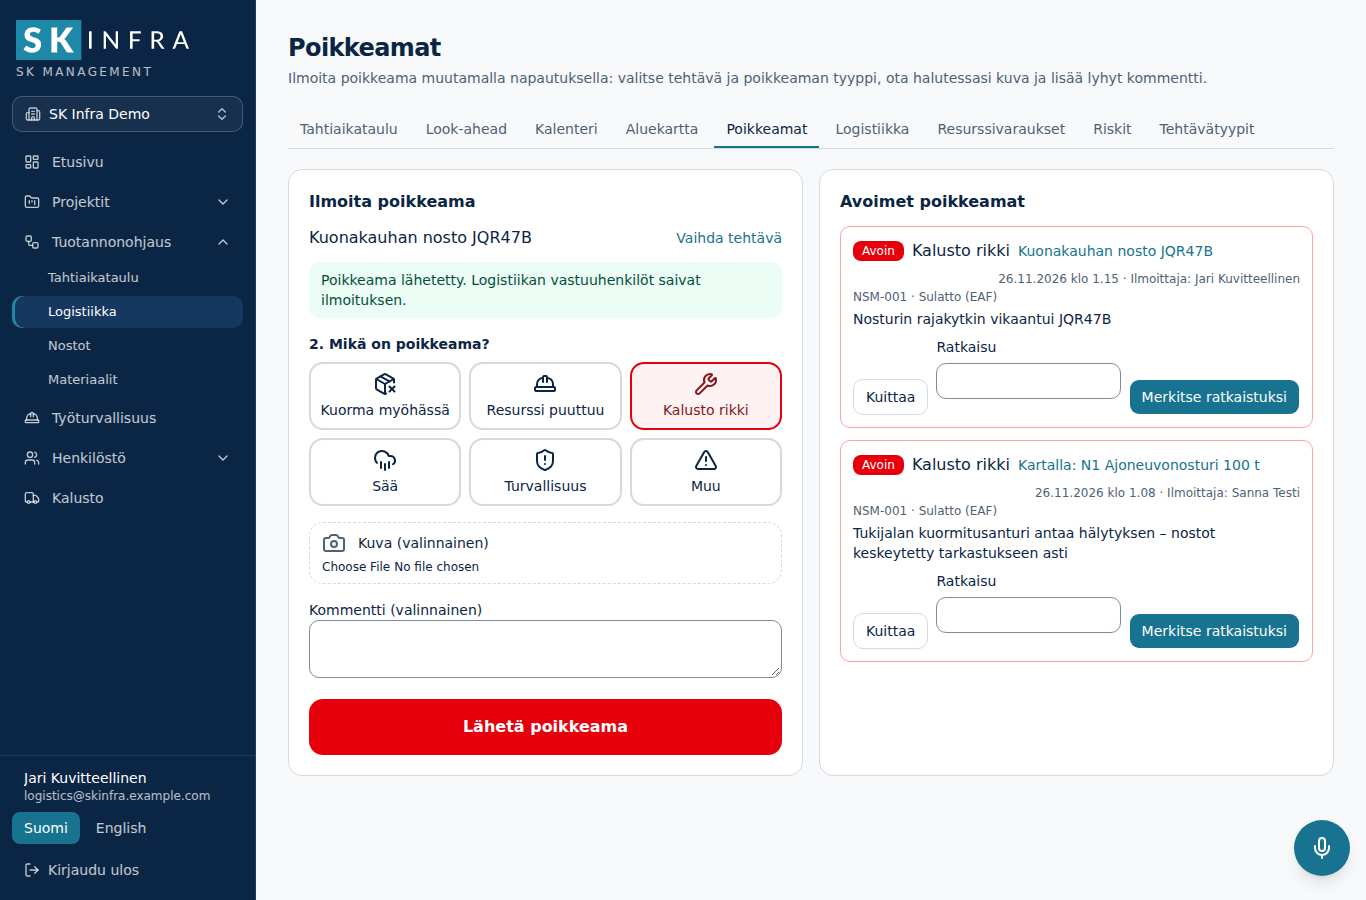 SK INFRA
SK MANAGEMENT
SK Infra Demo
Etusivu
Projektit
Tuotannonohjaus
Tahtiaikataulu
Logistiikka
Nostot
Materiaalit
Työturvallisuus
Henkilöstö
Kalusto
Jari Kuvitteellinen
logistics@skinfra.example.com
Suomi English
Kirjaudu ulos
Poikkeamat
Ilmoita poikkeama muutamalla napautuksella: valitse tehtävä ja poikkeaman tyyppi, ota halutessasi kuva ja lisää lyhyt kommentti.
Tahtiaikataulu Look-ahead Kalenteri Aluekartta Poikkeamat Logistiikka Resurssivaraukset Riskit Tehtävätyypit
Ilmoita poikkeama
Kuonakauhan nosto JQR47B Vaihda tehtävä
Poikkeama lähetetty. Logistiikan vastuuhenkilöt saivat
ilmoituksen.
2. Mikä on poikkeama?
Kuorma myöhässä Resurssi puuttuu Kalusto rikki
Sää Turvallisuus Muu
Kuva (valinnainen)
Choose File No file chosen
Kommentti (valinnainen)
Lähetä poikkeama
Avoimet poikkeamat
Avoin Kalusto rikki Kuonakauhan nosto JQR47B
26.11.2026 klo 1.15 · Ilmoittaja: Jari Kuvitteellinen
NSM-001 · Sulatto (EAF)
Nosturin rajakytkin vikaantui JQR47B
Ratkaisu
Kuittaa Merkitse ratkaistuksi
Avoin Kalusto rikki Kartalla: N1 Ajoneuvonosturi 100 t
26.11.2026 klo 1.08 · Ilmoittaja: Sanna Testi
NSM-001 · Sulatto (EAF)
Tukijalan kuormitusanturi antaa hälytyksen – nostot
keskeytetty tarkastukseen asti
Ratkaisu
Kuittaa Merkitse ratkaistuksi